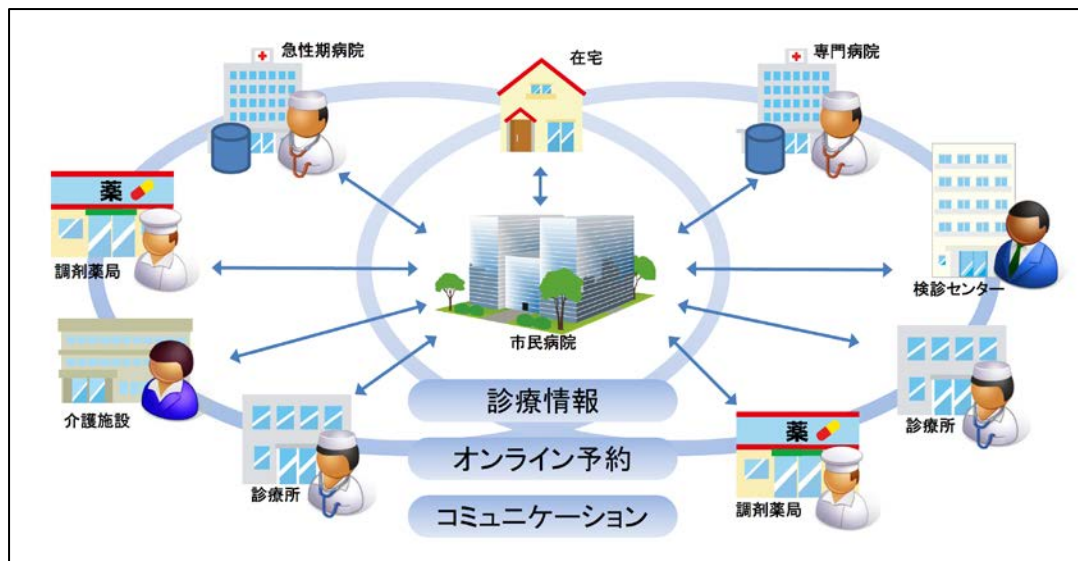 急性期病院
在宅
専門病院
薬
調剤薬局
検診センター
市民病院
介護施設
診療所
診療情報
オンライン予約
コミュニケーション
診療所
薬
調剤薬局